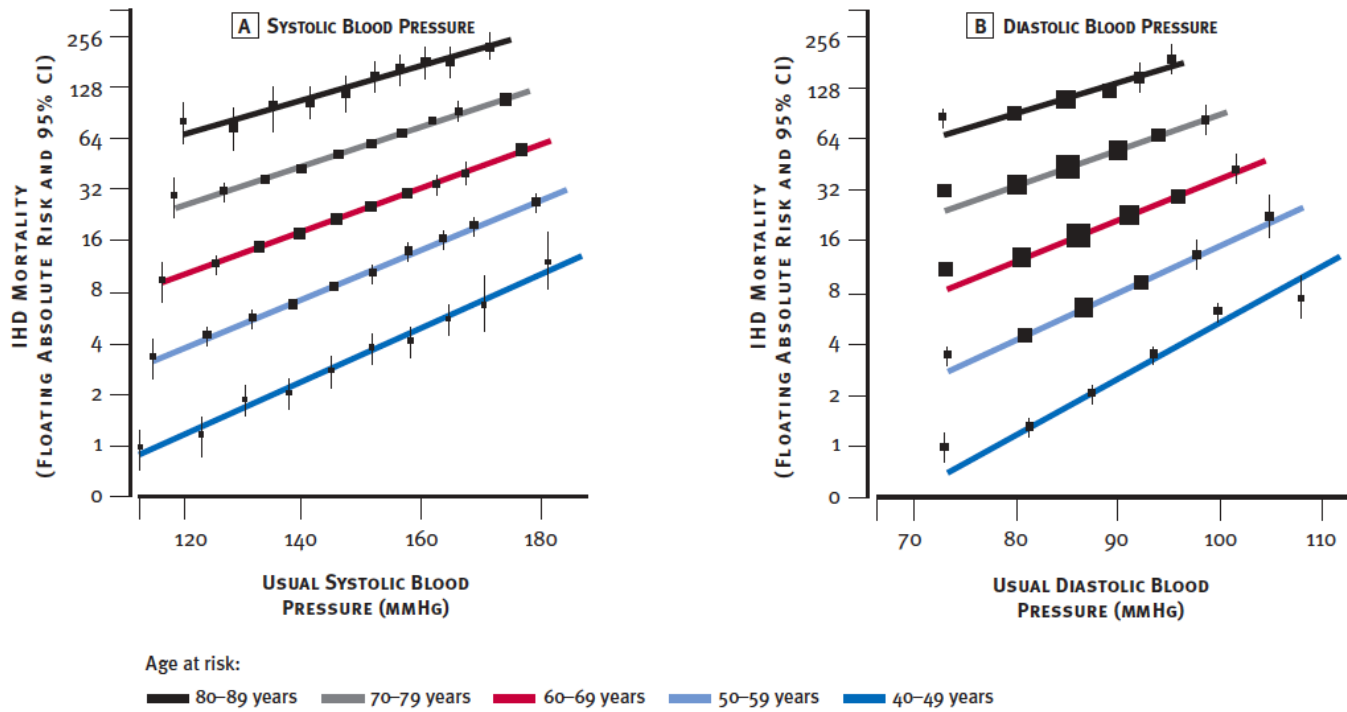 A SYSTOLIC BLOOD PRESSURE
IHD MORTALITY
(FLOATING ABSOLUTE RISK AND 95% CI)
256
128
64
32
16
8
4
2
1
0
120 140 160 180
USUAL SYSTOLIC BLOOD
PRESSURE (MMHG)
B DIASTOLIC BLOOD PRESSURE
IHD MORTALITY
(FLOATING ABSOLUTE RISK AND 95% CI)
256
128
64
32
16
8
4
2
1
0
70 80 90 100 110
USUAL DIASTOLIC BLOOD
PRESSURE (MMHG)
Age at risk:
80–89 years 70–79 years 60–69 years 50–59 years 40–49 years